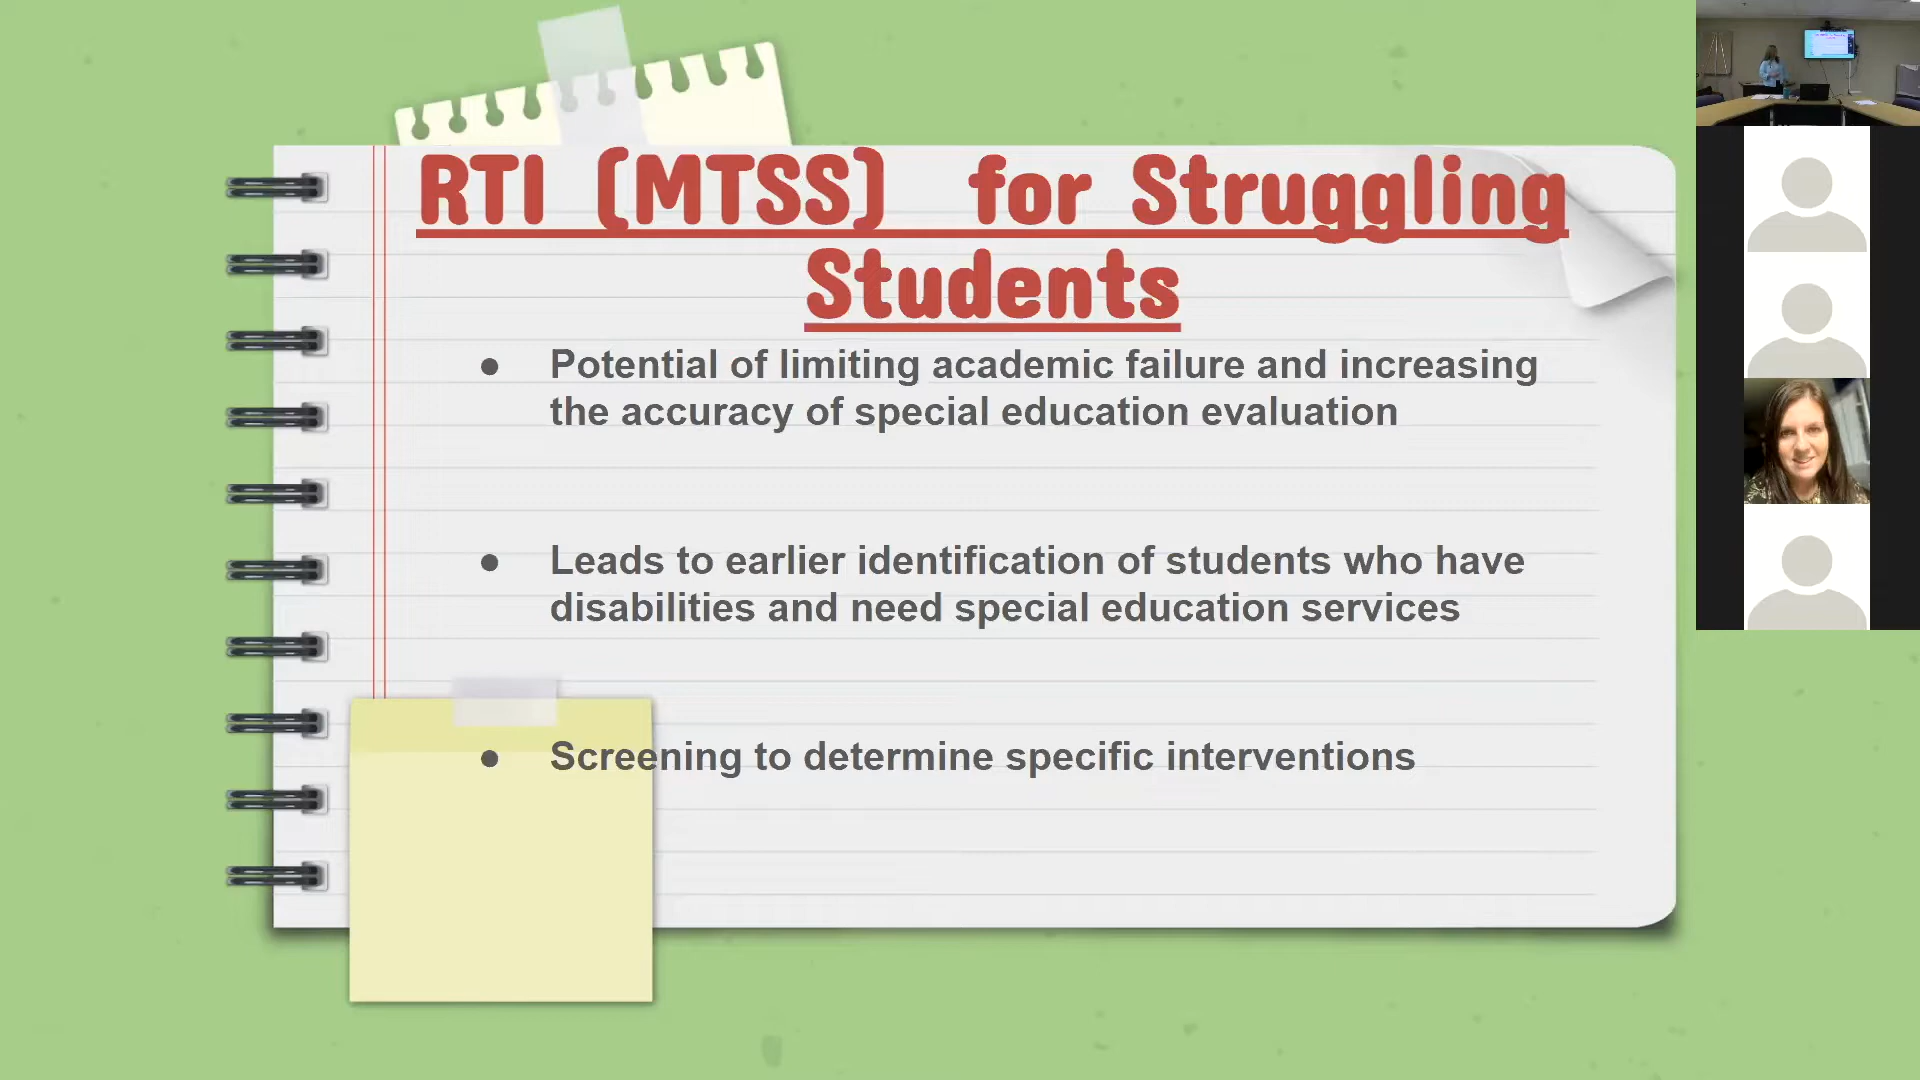 RTI (MTSS) for Struggling
Students
● Potential of limiting academic failure and increasing
the accuracy of special education evaluation
● Leads to earlier identification of students who have
disabilities and need special education services
● Screening to determine specific interventions